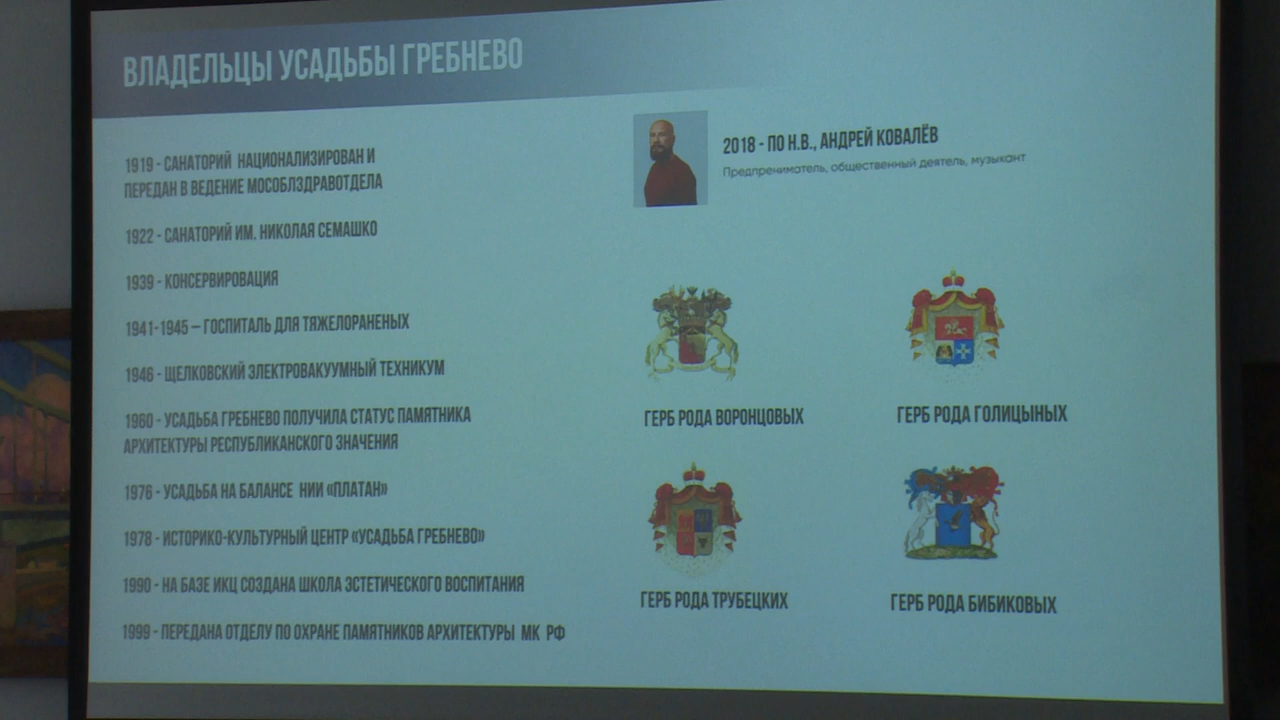 ВЛАДЕЛЬЦЫ УСАДЬБЫ ГРЕБНЕВО
1919 - САНАТОРИЙ НАЦИОНАЛИЗИРОВАН И
ПЕРЕДАН В ВЕДЕНИЕ МОСОБЛЗДРАВОТДЕЛА
1922 - САНАТОРИЙ ИМ. НИКОЛАЯ СЕМАШКО
1939 - КОНСЕРВИРОВАЦИЯ
1941-1945 – ГОСПИТАЛЬ ДЛЯ ТЯЖЕЛОРАНЕНЫХ
1946 - ЩЕЛКОВСКИЙ ЭЛЕКТРОВАКУУМНЫЙ ТЕХНИКУМ
1960 - УСАДЬБА ГРЕБНЕВО ПОЛУЧИЛА СТАТУС ПАМЯТНИКА
АРХИТЕКТУРЫ РЕСПУБЛИКАНСКОГО ЗНАЧЕНИЯ
1976 - УСАДЬБА НА БАЛАНСЕ НИИ «ПЛАТАН»
1978 - ИСТОРИКО-КУЛЬТУРНЫЙ ЦЕНТР «УСАДЬБА ГРЕБНЕВО»
1990 - НА БАЗЕ ИКЦ СОЗДАНА ШКОЛА ЭСТЕТИЧЕСКОГО ВОСПИТАНИЯ
1999 - ПЕРЕДАНА ОТДЕЛУ ПО ОХРАНЕ ПАМЯТНИКОВ АРХИТЕКТУРЫ МК РФ
2018 - ПО Н.В., АНДРЕЙ КОВАЛЁВ
Предприниматель, общественный деятель, музыкант
ГЕРБ РОДА ВОРОНЦОВЫХ
ГЕРБ РОДА ГОЛИЦЫНЫХ
ГЕРБ РОДА ТРУБЕЦКИХ
ГЕРБ РОДА БИБИКОВЫХ